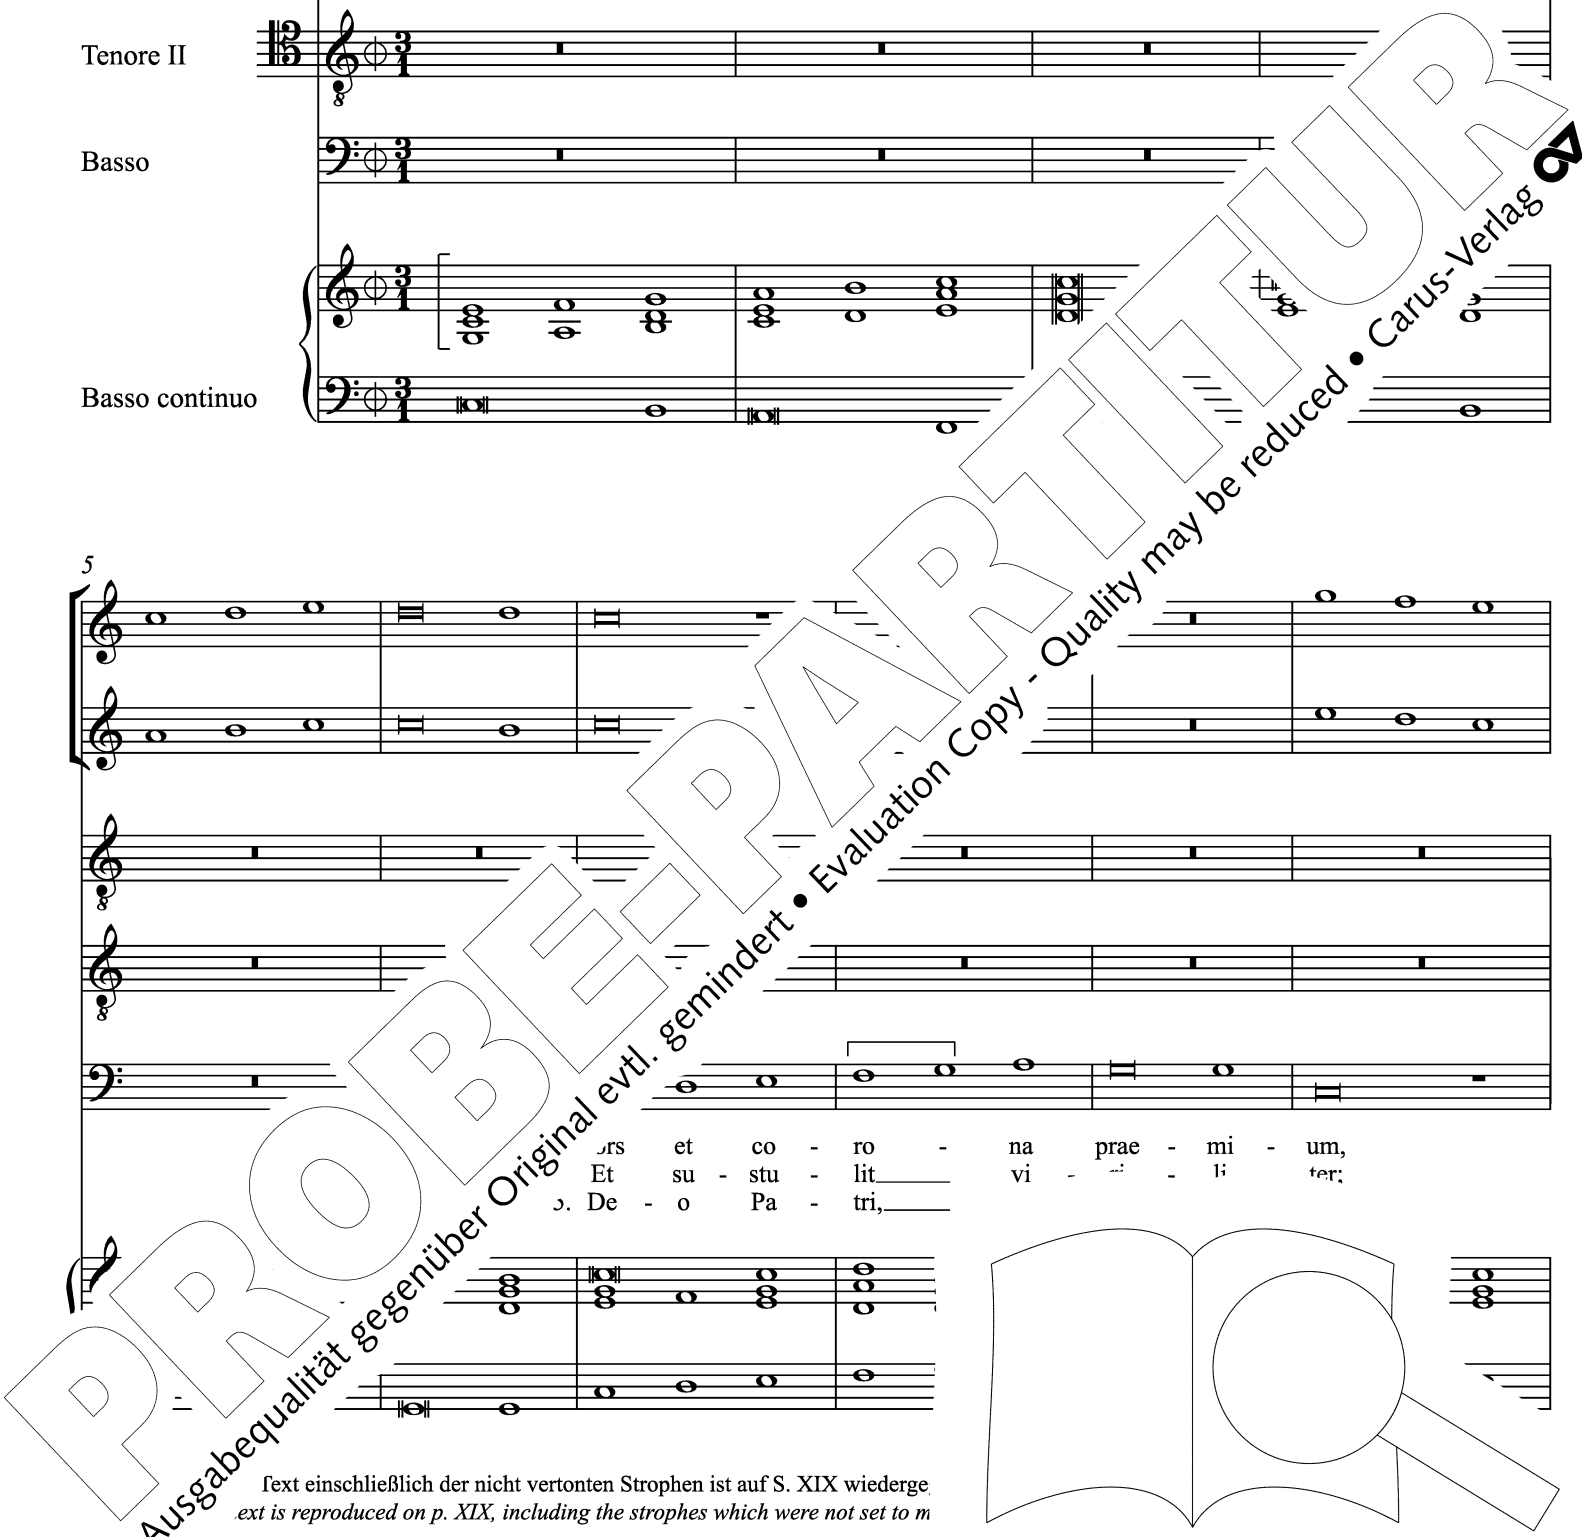 Tenore II
Basso
Basso continuo
5
et co - ro - na prae - mi - um,
Et su - stu - lit vi - - ter;
De - o Pa - tri,
PROBE-PARTITUR
Ausgabequalität gegenüber Original evtl. gemindert • Evaluation Copy - Quality may be reduced • Carus-Verlag
Text einschließlich der nicht vertonten Strophen ist auf S. XIX
is reproduced on p. XIX, including the strophes which were not set to